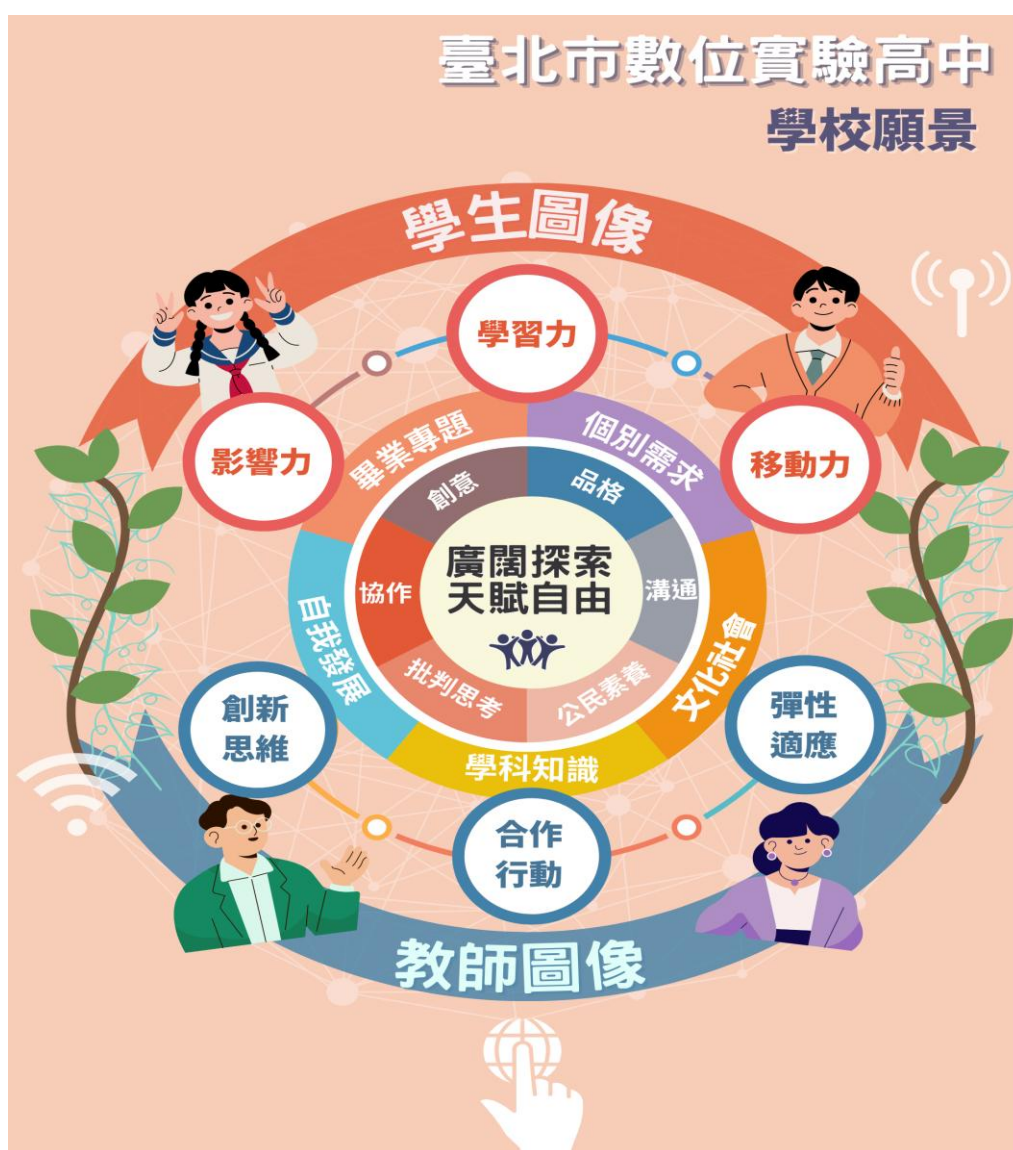 臺北市數位實驗高中
學校願景
學生圖像
學習力
影響力
移動力
畢業專題
個別需求
創意
品格
廣闊探索
天賦自由
協作
溝通
自我發展
文化社會
批判思考
公民素養
學科知識
創新
思維
彈性
適應
合作
行動
教師圖像